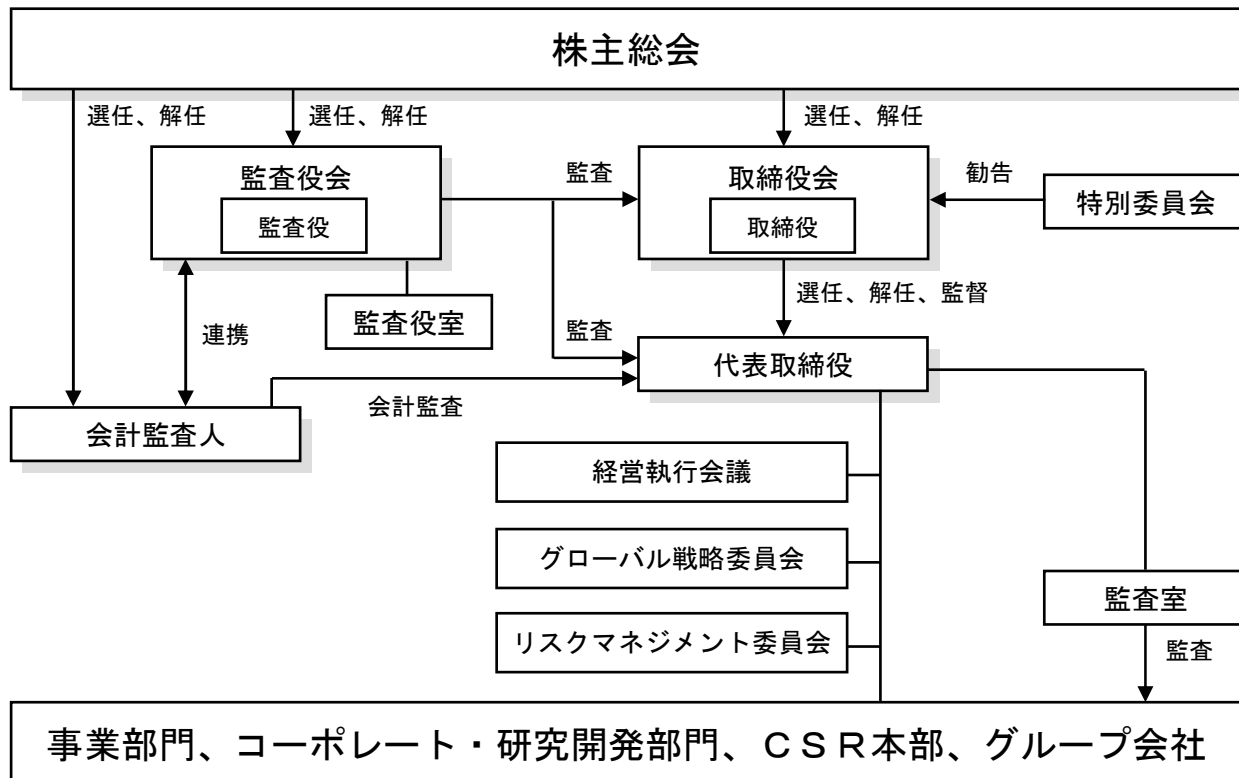 株主総会
選任、解任
選任、解任
選任、解任
監査役会
監査役
監査
取締役会
取締役
勧告
特別委員会
選任、解任、監督
監査役室
連携
監査
代表取締役
会計監査
会計監査人
経営執行会議
グローバル戦略委員会
監査室
リスクマネジメント委員会
監査
事業部門、コーポレート・研究開発部門、ＣＳＲ本部、グループ会社